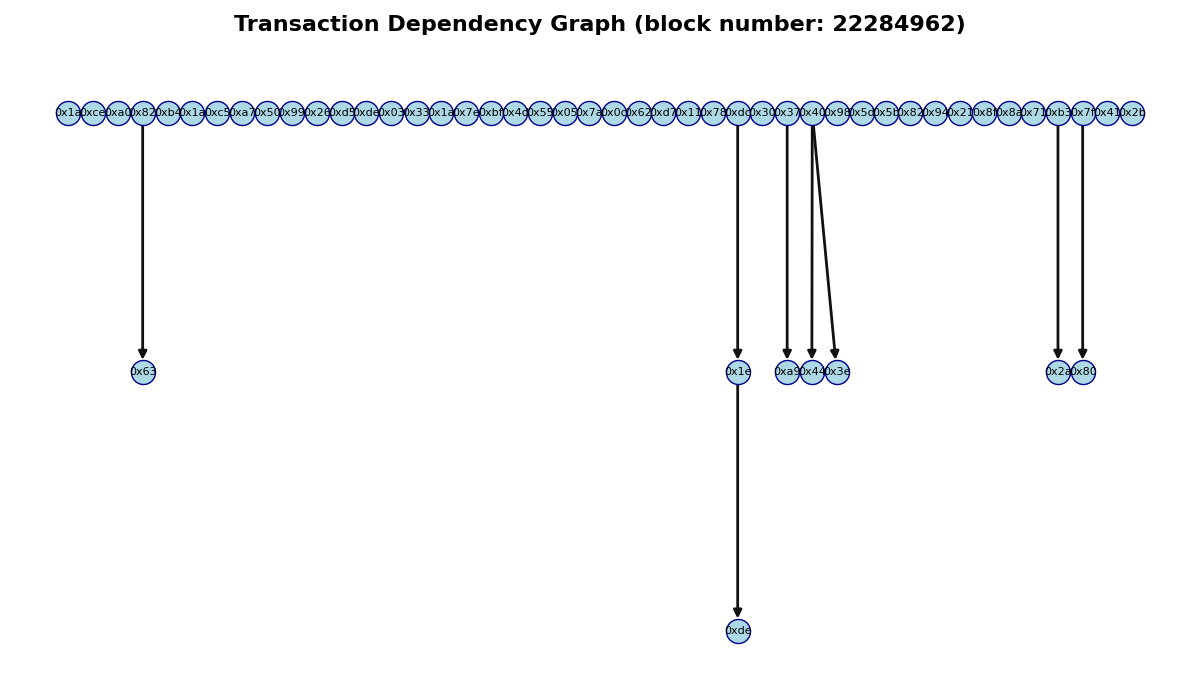 Transaction Dependency Graph (block number: 22284962)
0x1a 0xce 0xa0 0x82 0xb4 0x1a 0xc5 0xa7 0x50 0x99 0x26 0xd5 0xde 0x03 0x33 0x1a 0x7e 0xbf 0x4d 0x55 0x05 0x7a 0x0c 0x62 0xd7 0x11 0x78 0xdc 0x30 0x37 0x40 0x98 0x5d 0x5b 0x82 0x94 0x21 0x8f 0x8a 0x71 0xb3 0x7f 0x41 0x2b
0x63 0x1e 0xa9 0x44 0x3e 0x2a 0x80
0xde